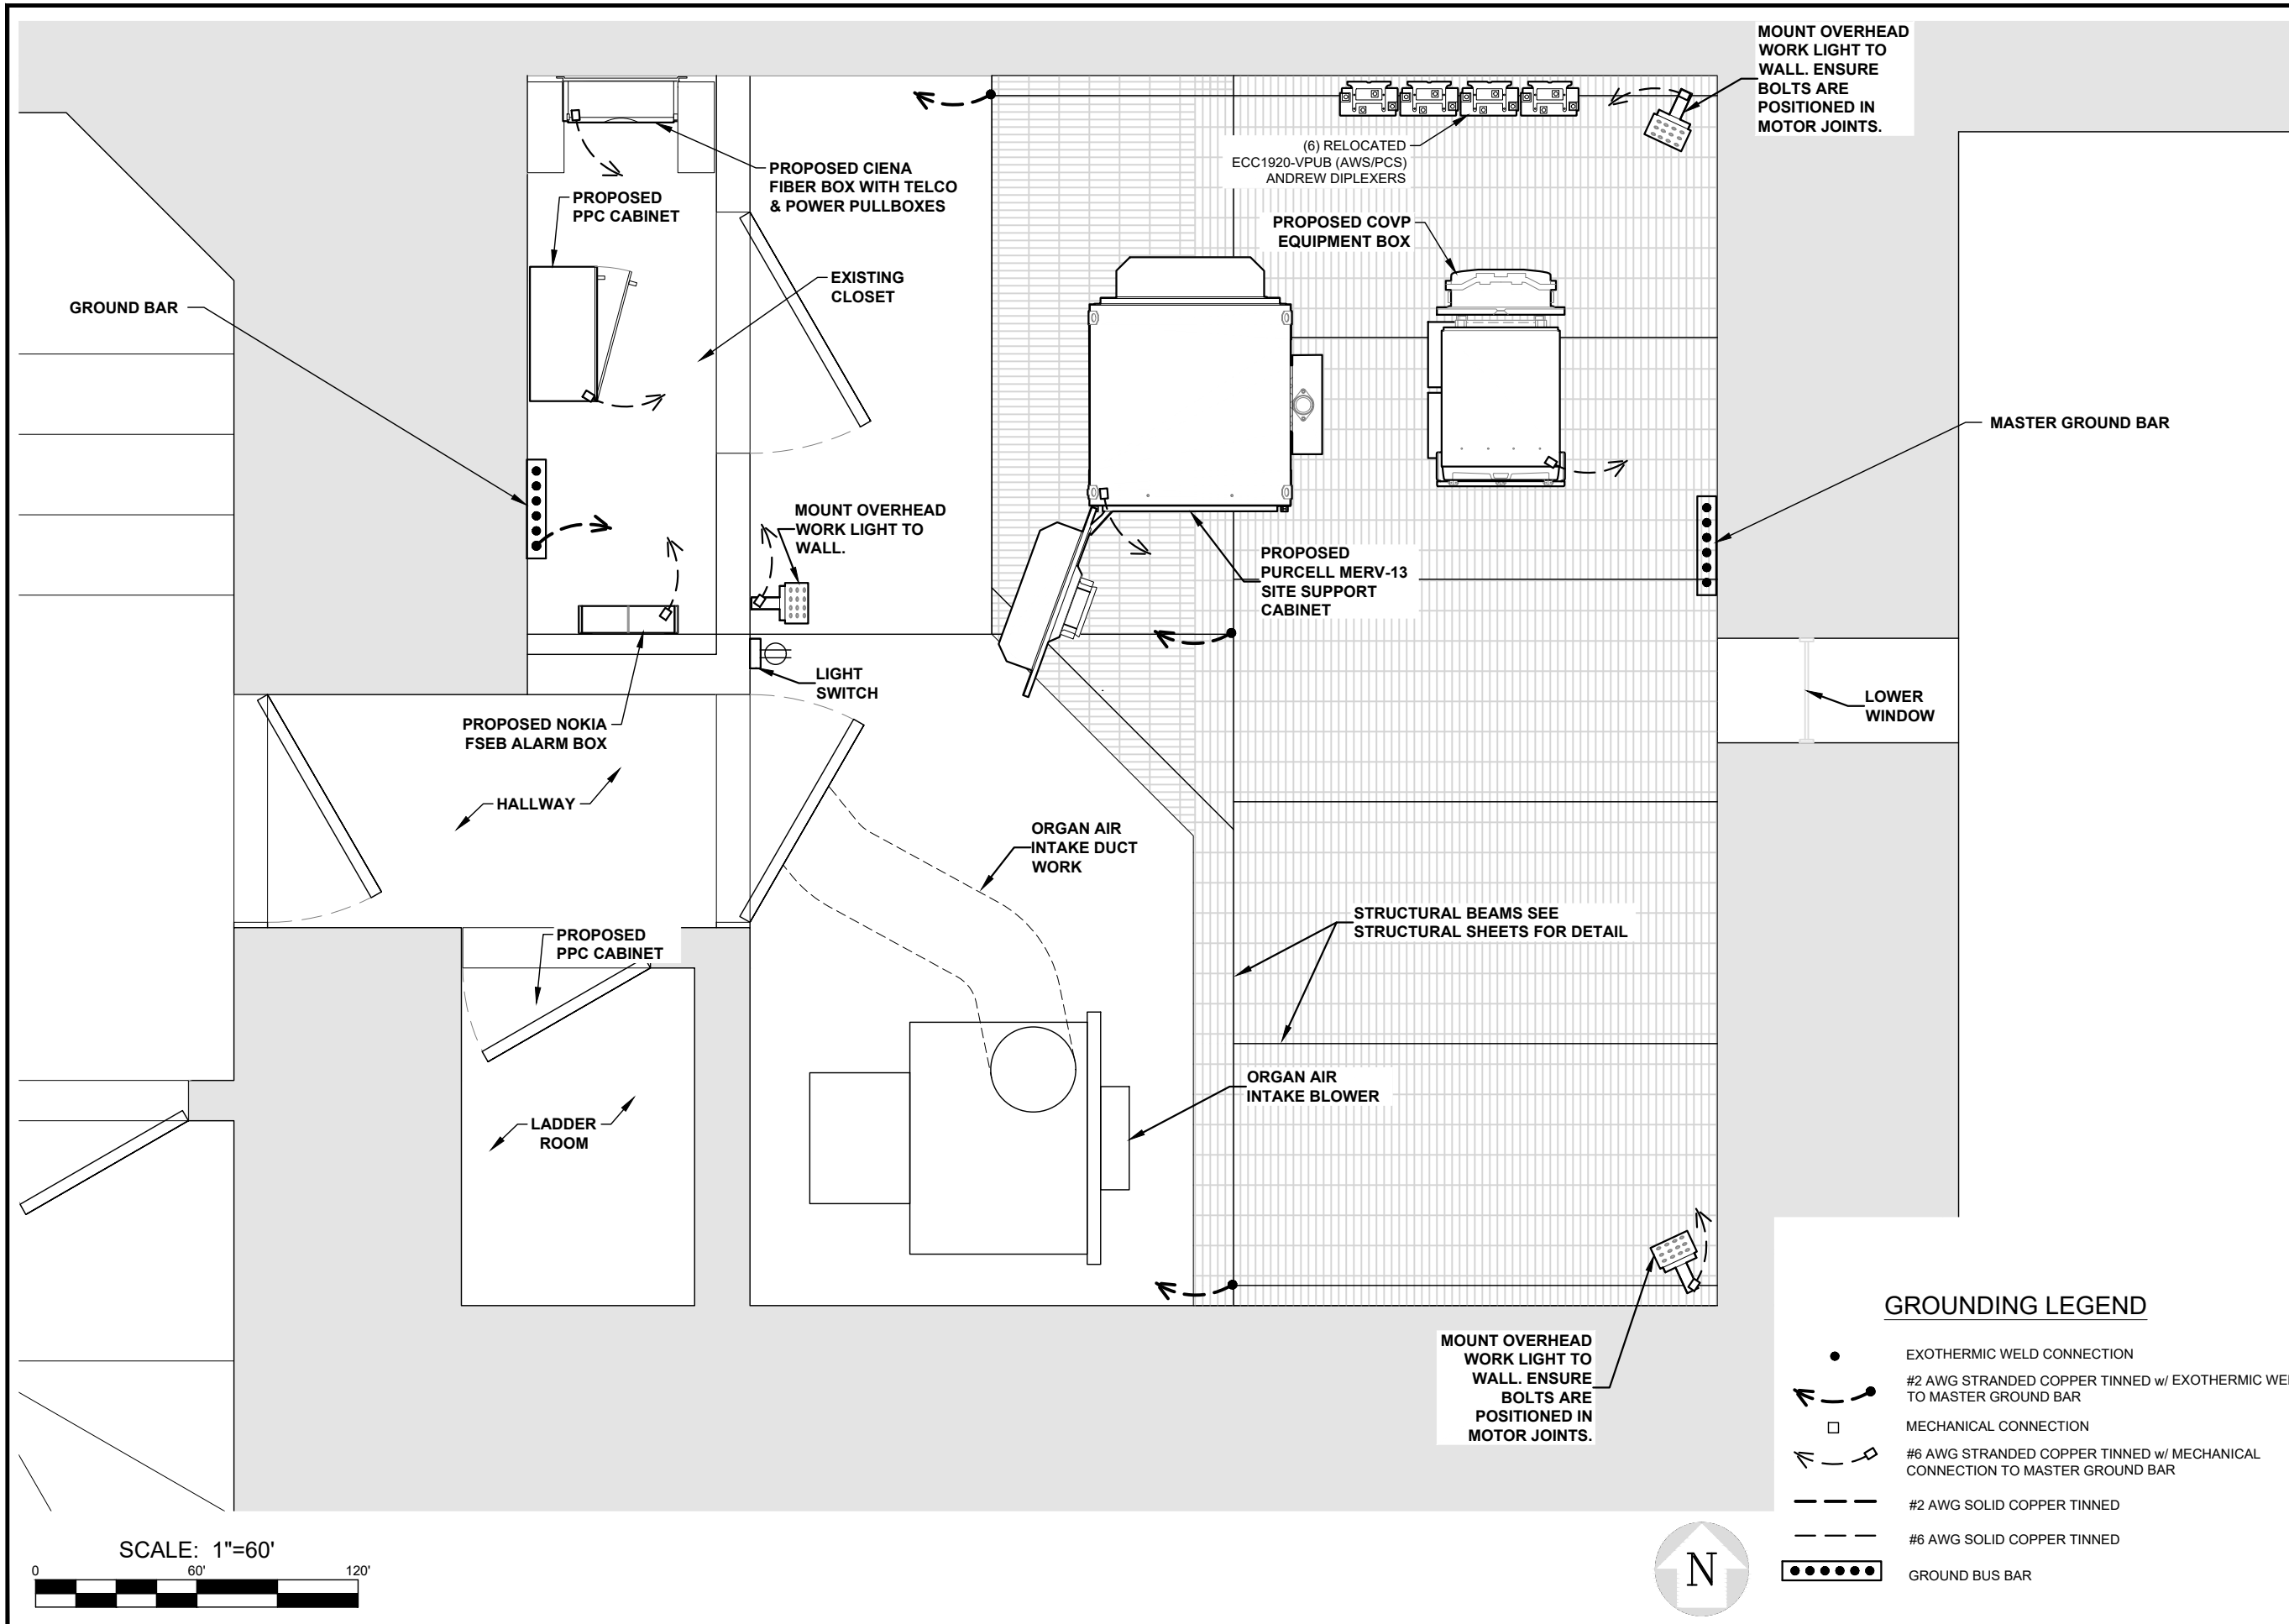 MOUNT OVERHEAD
WORK LIGHT TO
WALL. ENSURE
BOLTS ARE
POSITIONED IN
MOTOR JOINTS.
(6) RELOCATED
ECC1920-VPUB (AWS/PCS)
ANDREW DIPLEXERS
PROPOSED CIENA
FIBER BOX WITH TELCO
& POWER PULLBOXES
PROPOSED
PPC CABINET
PROPOSED COVP
EQUIPMENT BOX
EXISTING
CLOSET
GROUND BAR
MASTER GROUND BAR
MOUNT OVERHEAD
WORK LIGHT TO
WALL.
PROPOSED
PURCELL MERV-13
SITE SUPPORT
CABINET
LIGHT
SWITCH
LOWER
WINDOW
PROPOSED NOKIA
FSEB ALARM BOX
HALLWAY
ORGAN AIR
INTAKE DUCT
WORK
STRUCTURAL BEAMS SEE
STRUCTURAL SHEETS FOR DETAIL
PROPOSED
PPC CABINET
ORGAN AIR
INTAKE BLOWER
LADDER
ROOM
MOUNT OVERHEAD
WORK LIGHT TO
WALL. ENSURE
BOLTS ARE
POSITIONED IN
MOTOR JOINTS.
GROUNDING LEGEND
EXOTHERMIC WELD CONNECTION
#2 AWG STRANDED COPPER TINNED w/ EXOTHERMIC WEL
TO MASTER GROUND BAR
MECHANICAL CONNECTION
#6 AWG STRANDED COPPER TINNED w/ MECHANICAL
CONNECTION TO MASTER GROUND BAR
#2 AWG SOLID COPPER TINNED
#6 AWG SOLID COPPER TINNED
GROUND BUS BAR
N
SCALE: 1"=60'
0 60' 120'